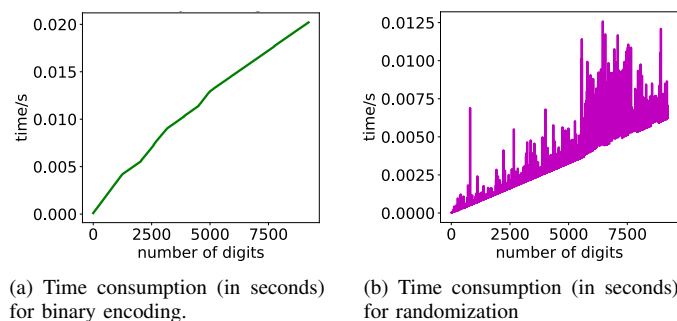 0.020
0.015
0.010
0.005
0.000
time/s
0 2500 5000 7500
number of digits
0.0125
0.0100
0.0075
0.0050
0.0025
0.0000
time/s
0 2500 5000 7500
number of digits
(a) Time consumption (in seconds)
for binary encoding.
(b) Time consumption (in seconds)
for randomization